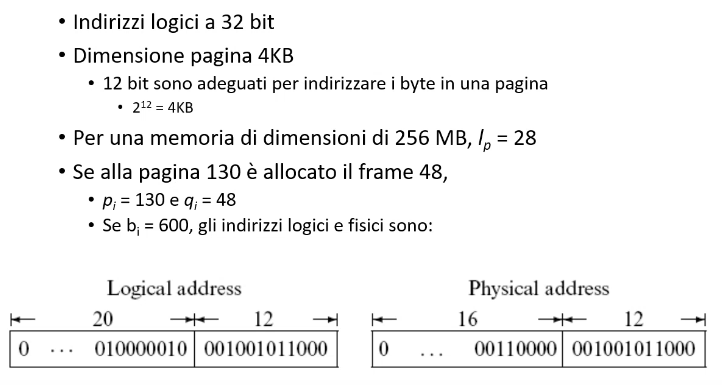 • Indirizzi logici a 32 bit
• Dimensione pagina 4KB
• 12 bit sono adeguati per indirizzare i byte in una pagina
• 2¹² = 4KB
• Per una memoria di dimensioni di 256 MB, lₚ = 28
• Se alla pagina 130 è allocato il frame 48,
• pᵢ = 130 e qᵢ = 48
• Se bᵢ = 600, gli indirizzi logici e fisici sono:
Logical address Physical address
20 12 16 12
0 ... 010000010 001001011000 0 ... 00110000 001001011000